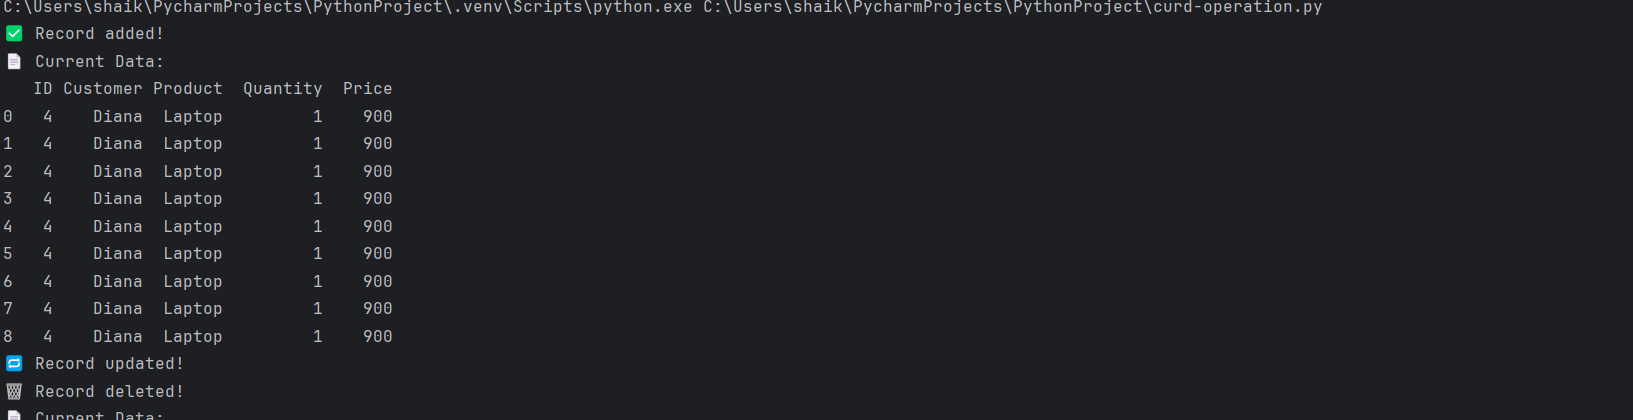 C:\Users\shaik\PycharmProjects\PythonProject\.venv\Scripts\python.exe C:\Users\shaik\PycharmProjects\PythonProject\curd-operation.py
✅ Record added!
📄 Current Data:
ID Customer Product Quantity Price
0 4 Diana Laptop 1 900
1 4 Diana Laptop 1 900
2 4 Diana Laptop 1 900
3 4 Diana Laptop 1 900
4 4 Diana Laptop 1 900
5 4 Diana Laptop 1 900
6 4 Diana Laptop 1 900
7 4 Diana Laptop 1 900
8 4 Diana Laptop 1 900
🔁 Record updated!
🗑️ Record deleted!
📄 Current Data: